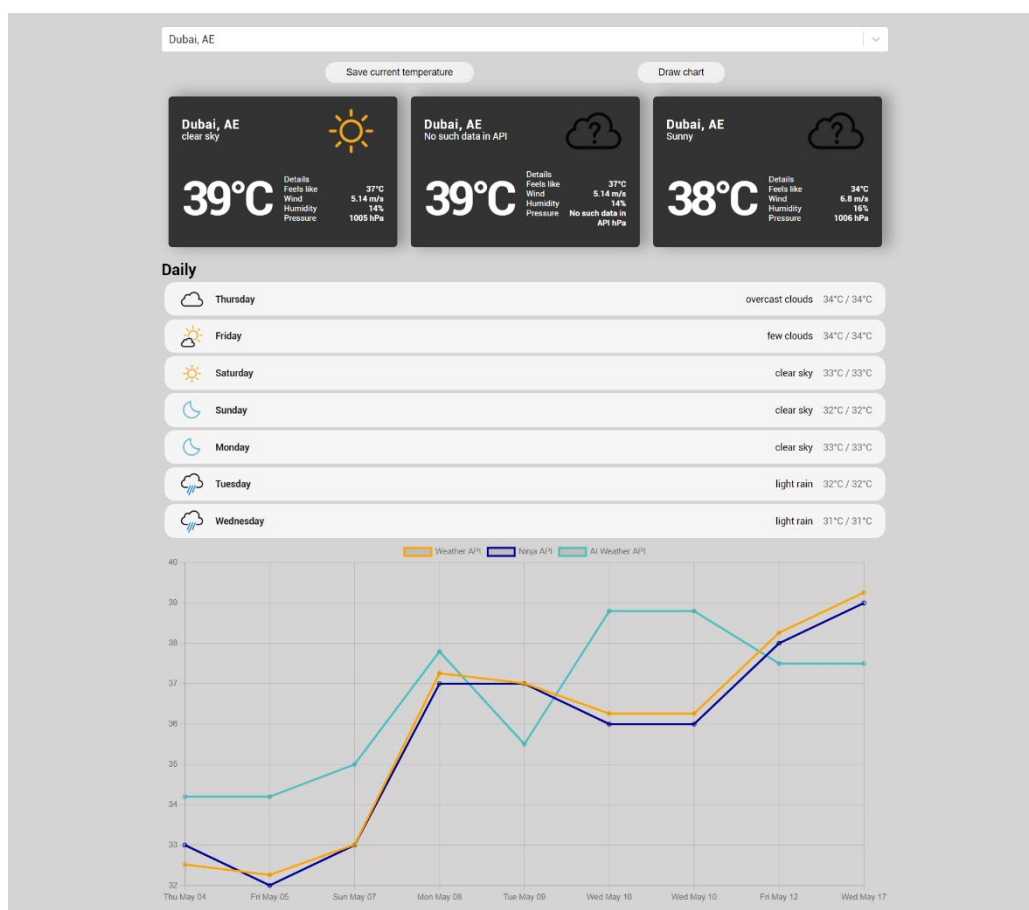 Dubai, AE
Save current temperature Draw chart
Dubai, AE
clear sky
39°C
Details
Feels like 37°C
Wind 5.14 m/s
Humidity 14%
Pressure 1005 hPa
Dubai, AE
No such data in API
?
39°C
Details
Feels like 37°C
Wind 5.14 m/s
Humidity 14%
Pressure No such data in
API hPa
Dubai, AE
Sunny
?
38°C
Details
Feels like 34°C
Wind 6.8 m/s
Humidity 16%
Pressure 1006 hPa
Daily
Thursday overcast clouds 34°C / 34°C
Friday few clouds 34°C / 34°C
Saturday clear sky 33°C / 33°C
Sunday clear sky 32°C / 32°C
Monday clear sky 33°C / 33°C
Tuesday light rain 32°C / 32°C
Wednesday light rain 31°C / 31°C
Weather API Ninja API AI Weather API
40
39
38
37
36
35
34
33
32
Thu May 04 Fri May 05 Sun May 07 Mon May 08 Tue May 09 Wed May 10 Wed May 10 Fri May 12 Wed May 17